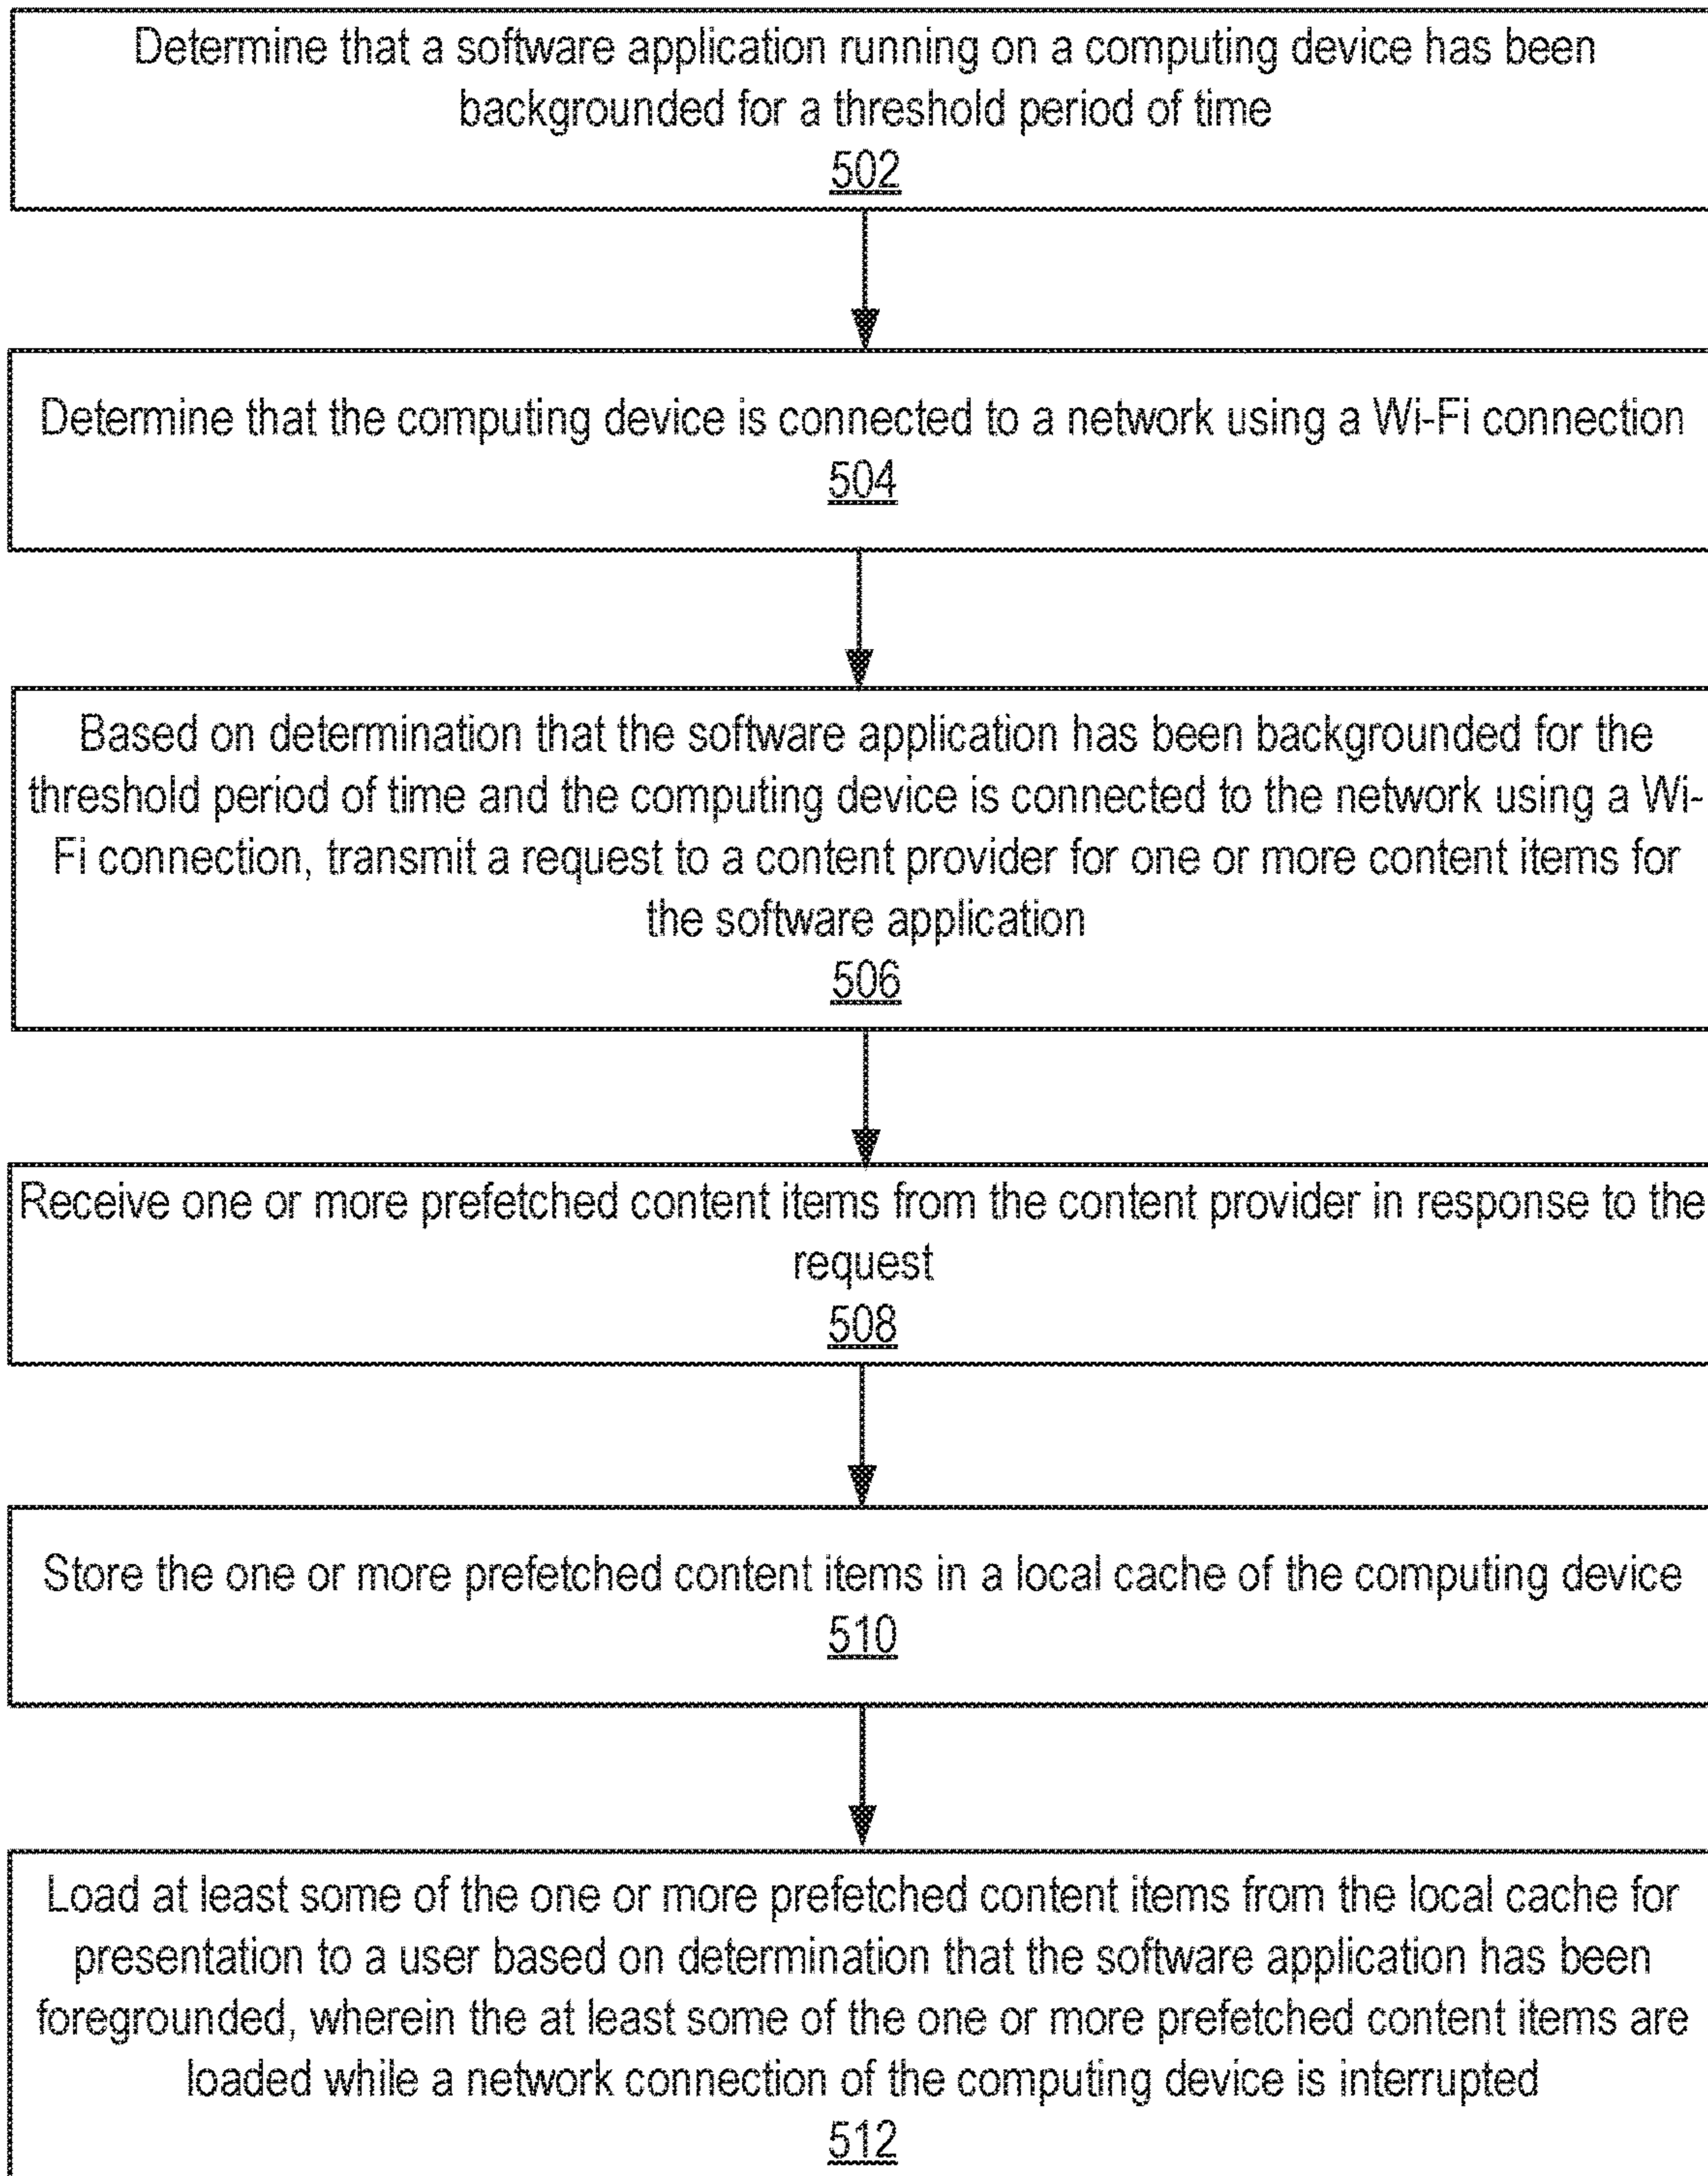 Determine that a software application running on a computing device has been
backgrounded for a threshold period of time
502
Determine that the computing device is connected to a network using a Wi-Fi connection
504
Based on determination that the software application has been backgrounded for the
threshold period of time and the computing device is connected to the network using a Wi-
Fi connection, transmit a request to a content provider for one or more content items for
the software application
506
Receive one or more prefetched content items from the content provider in response to the
request
508
Store the one or more prefetched content items in a local cache of the computing device
510
Load at least some of the one or more prefetched content items from the local cache for
presentation to a user based on determination that the software application has been
foregrounded, wherein the at least some of the one or more prefetched content items are
loaded while a network connection of the computing device is interrupted
512